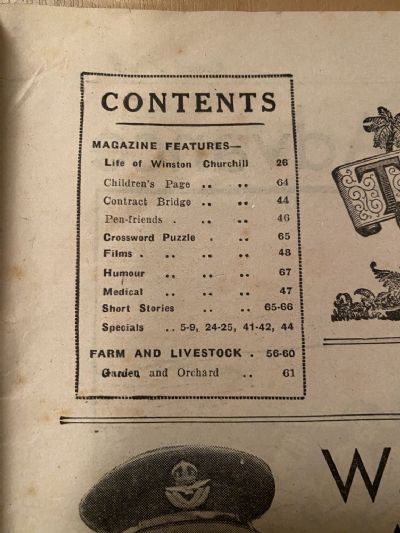 CONTENTS
MAGAZINE FEATURES—
Life of Winston Churchill 26
Children's Page .. .. 64
Contract Bridge .. .. 44
Pen-friends . .. .. 46
Crossword Puzzle . .. 65
Films . .. .. .. 48
Humour .. .. .. 67
Medical .. .. .. 47
Short Stories .. .. 65-66
Specials .. 5-9, 24-25, 41-42, 44
FARM AND LIVESTOCK . 56-60
Garden and Orchard .. 61
T
W